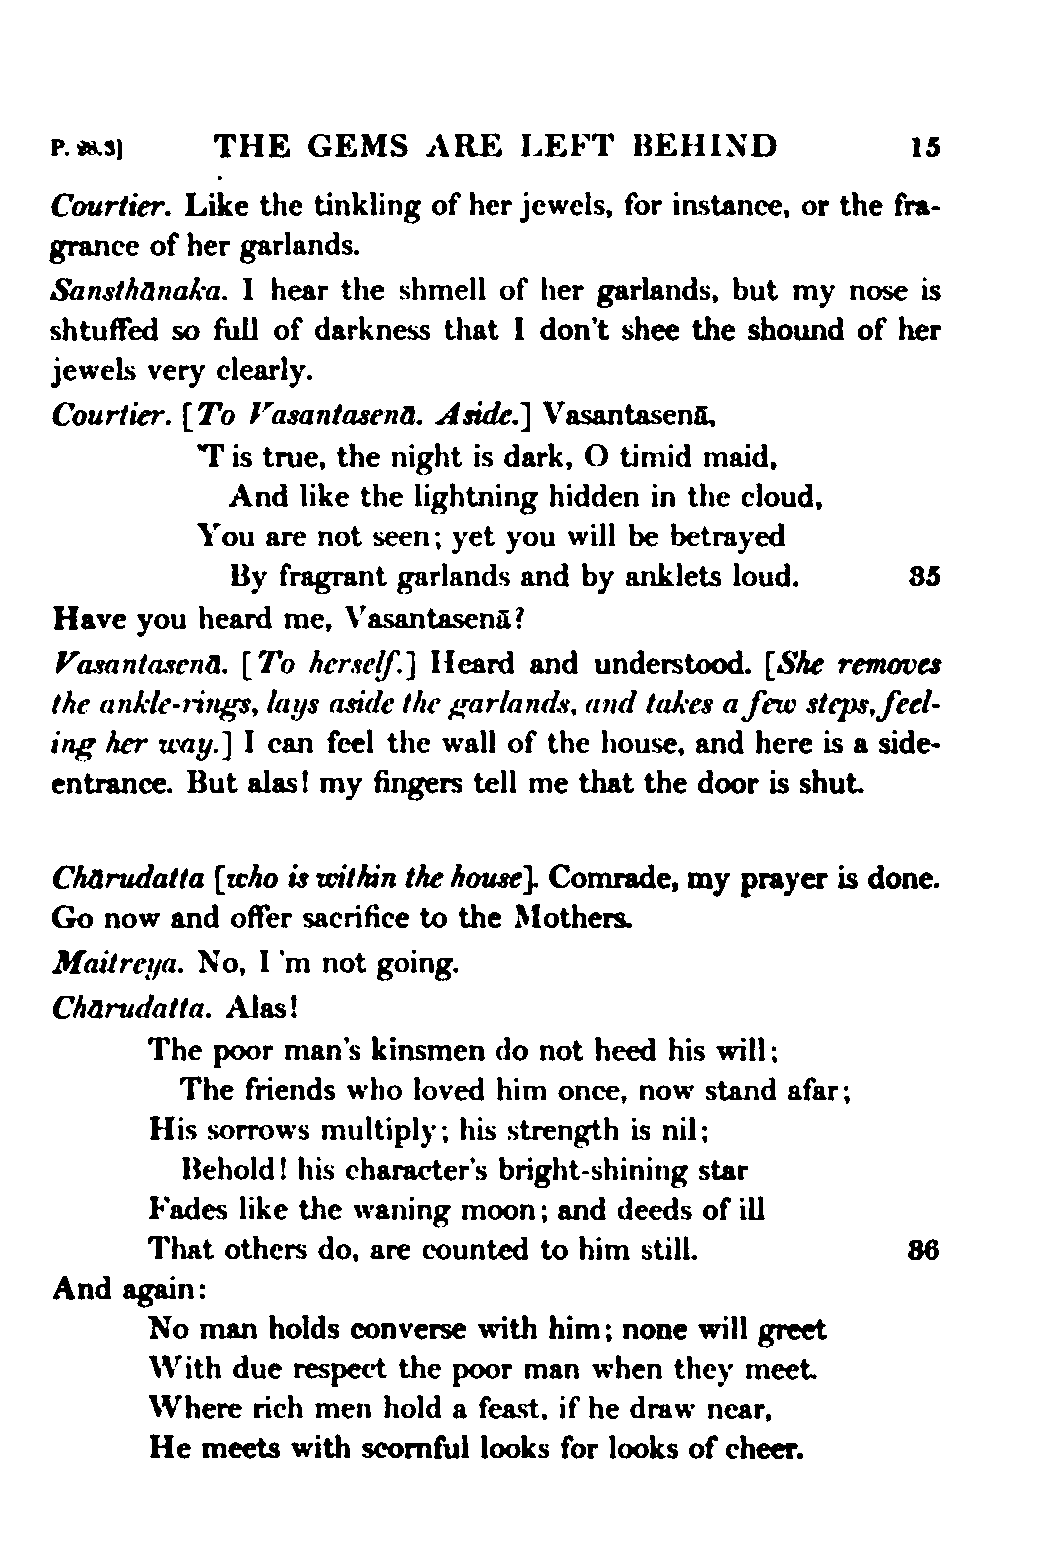 P. 28.3] THE GEMS ARE LEFT BEHIND 15
Courtier. Like the tinkling of her jewels, for instance, or the fra-
grance of her garlands.
Sansthānaka. I hear the shmell of her garlands, but my nose is
shtuffed so full of darkness that I don't shee the shound of her
jewels very clearly.
Courtier. [To Vasantasenā. Aside.] Vasantasenā,
'T is true, the night is dark, O timid maid,
And like the lightning hidden in the cloud,
You are not seen; yet you will be betrayed
By fragrant garlands and by anklets loud. 35
Have you heard me, Vasantasenā?
Vasantasenā. [To herself.] Heard and understood. [She removes
the ankle-rings, lays aside the garlands, and takes a few steps, feel-
ing her way.] I can feel the wall of the house, and here is a side-
entrance. But alas! my fingers tell me that the door is shut.
Chārudatta [who is within the house]. Comrade, my prayer is done.
Go now and offer sacrifice to the Mothers.
Maitreya. No, I 'm not going.
Chārudatta. Alas!
The poor man's kinsmen do not heed his will;
The friends who loved him once, now stand afar;
His sorrows multiply; his strength is nil;
Behold! his character's bright-shining star
Fades like the waning moon; and deeds of ill
That others do, are counted to him still. 36
And again:
No man holds converse with him; none will greet
With due respect the poor man when they meet.
Where rich men hold a feast, if he draw near,
He meets with scornful looks for looks of cheer.